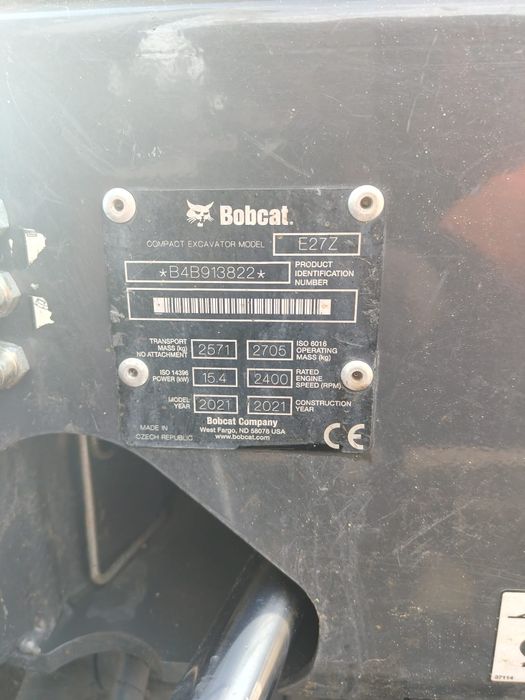 Bobcat.
COMPACT EXCAVATOR MODEL E27Z
*B4B913822* PRODUCT IDENTIFICATION NUMBER
TRANSPORT MASS (kg) NO ATTACHMENT 2571 2705 ISO 6016 OPERATING MASS (kg)
ISO 14396 POWER (kW) 15.4 2400 RATED ENGINE SPEED (RPM)
MODEL YEAR 2021 2021 CONSTRUCTION YEAR
Bobcat Company
West Fargo, ND 58078 USA
www.bobcat.com
MADE IN CZECH REPUBLIC
CE